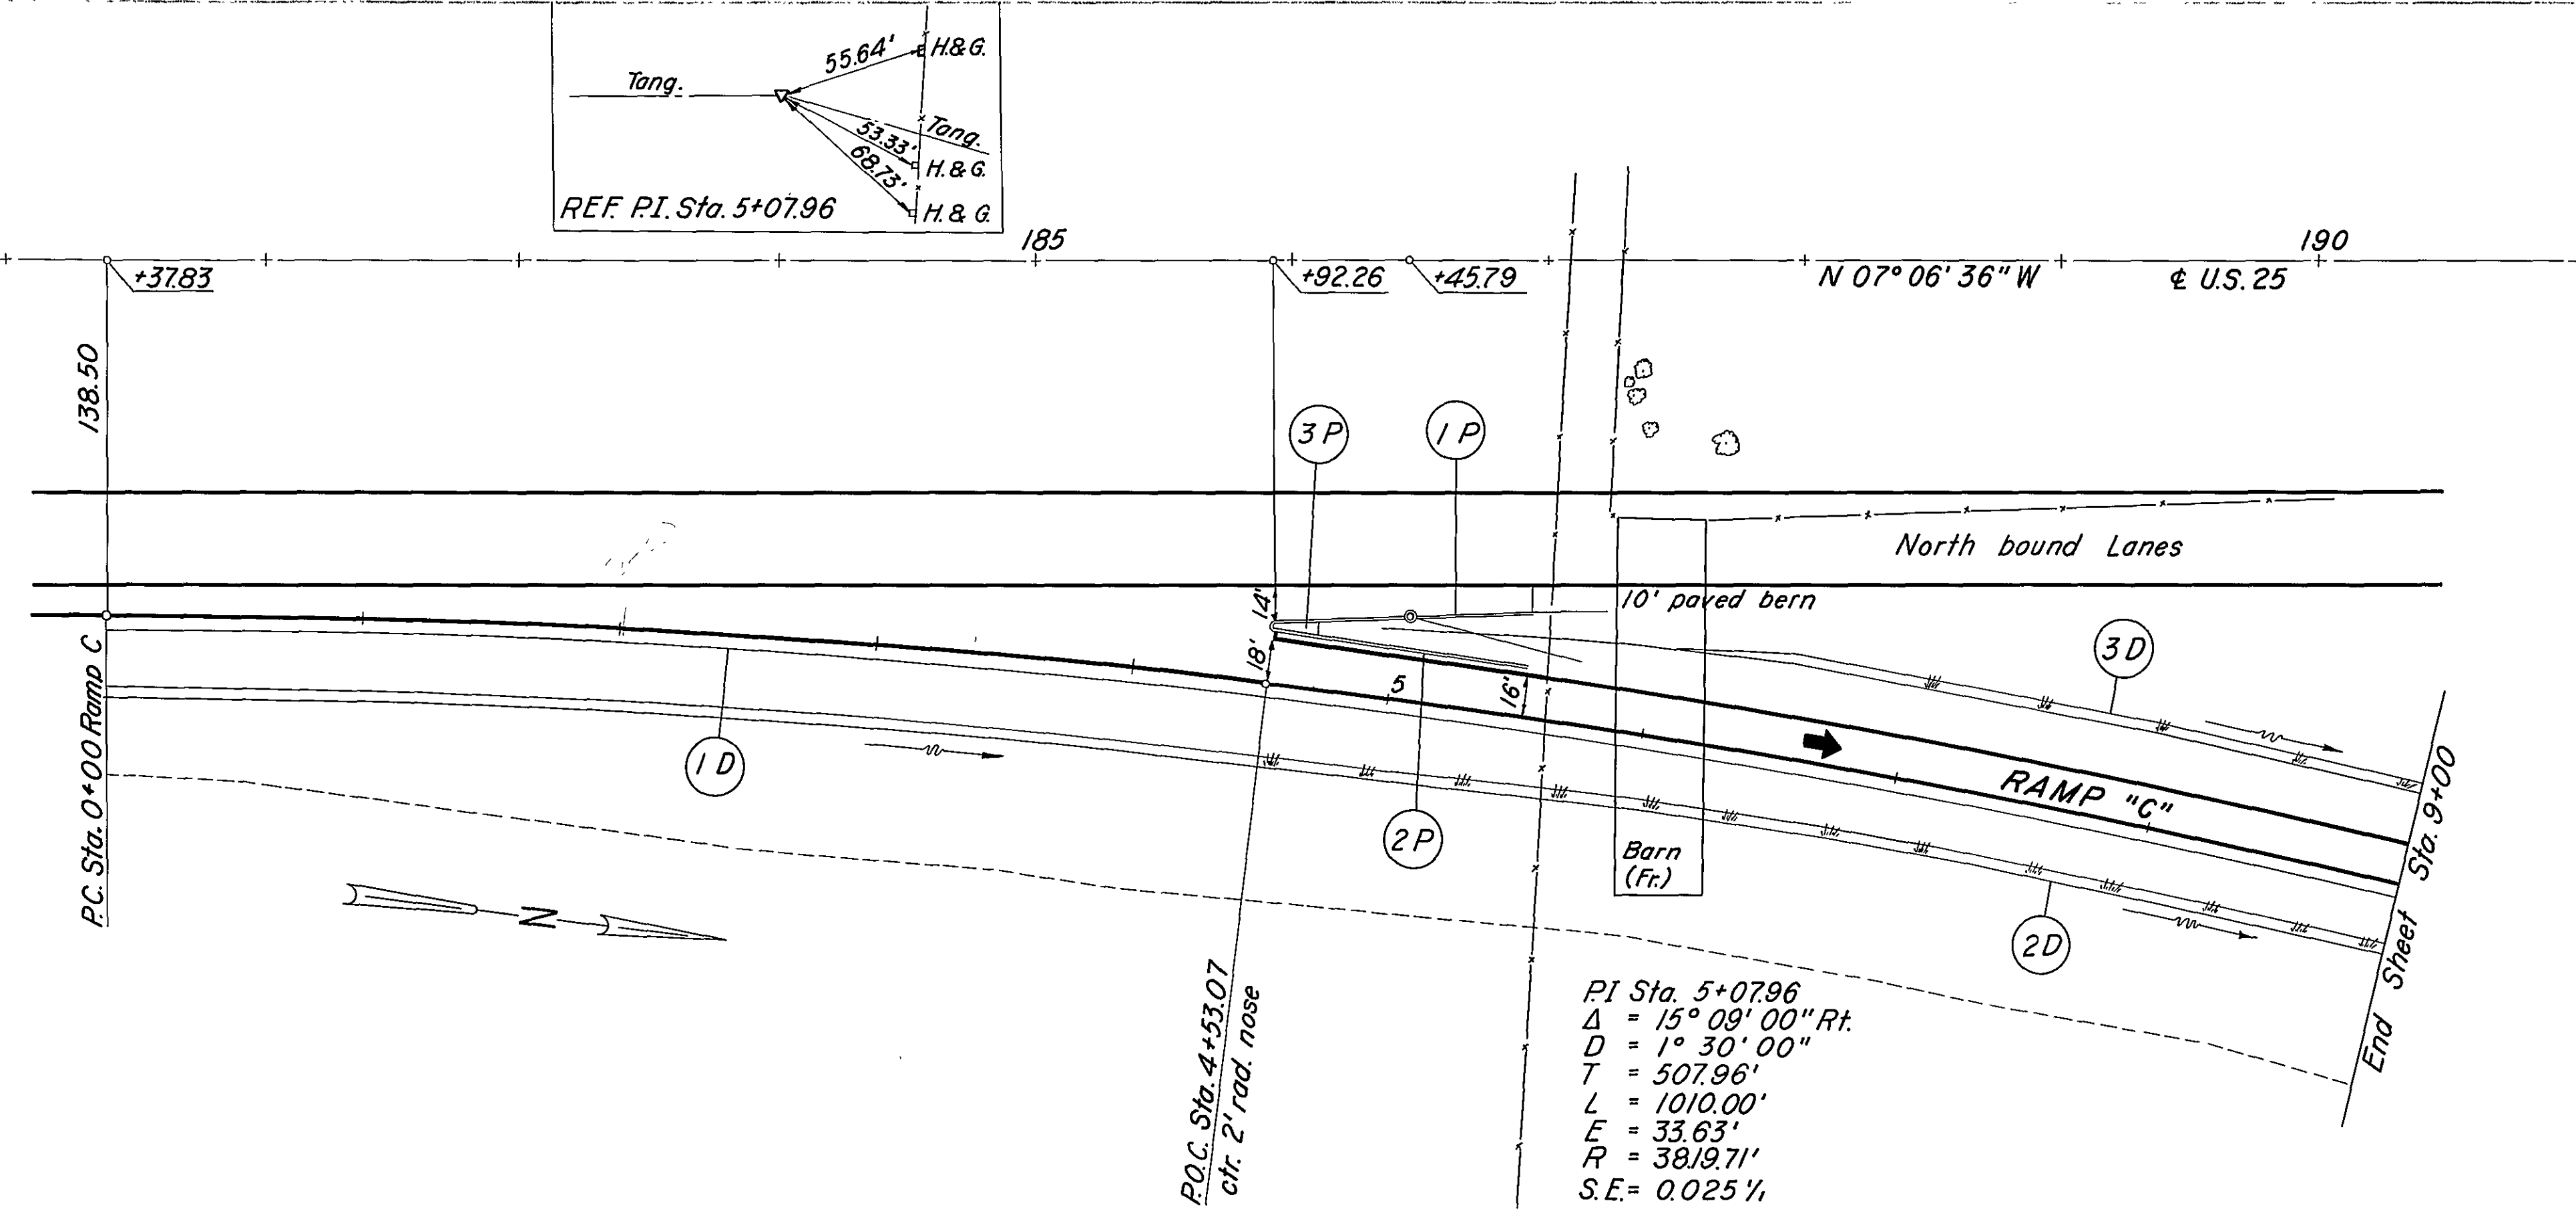 55.64' H.&G.
Tang.
Tang.
53.33'
68.73' H.&G.
H.&G.
REF. P.I. Sta. 5+07.96
185
190
+37.83
+92.26
+45.79
N 07° 06' 36" W
℄ U.S. 25
138.50
3 P
1 P
North bound Lanes
14'
10' paved bern
18'
3 D
5
16'
1 D
RAMP "C"
2 P
Barn
(Fr.)
P.C. Sta. 0+00 Ramp C
N
2 D
End Sheet Sta. 9+00
P.O.C. Sta. 4+53.07
ctr. 2' rad. nose
P.I Sta. 5+07.96
Δ = 15° 09' 00" Rt.
D = 1° 30' 00"
T = 507.96'
L = 1010.00'
E = 33.63'
R = 3819.71'
S.E. = 0.025 1/1